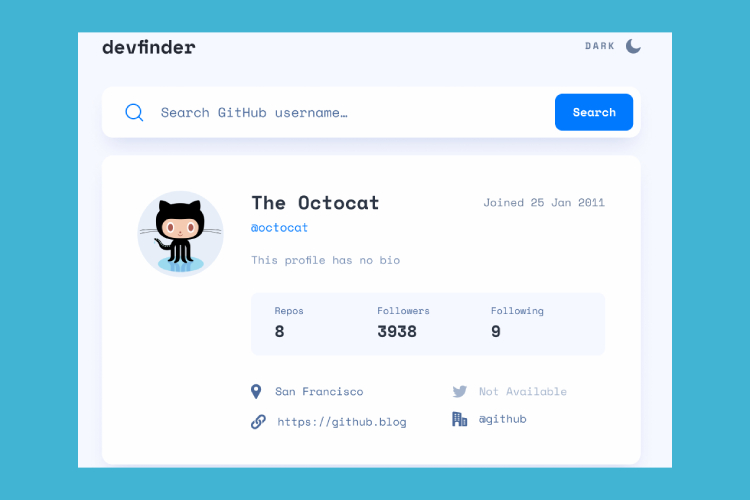 devfinder
DARK
Search GitHub username…
Search
The Octocat
Joined 25 Jan 2011
@octocat
This profile has no bio
Repos Followers Following
8 3938 9
San Francisco
Not Available
https://github.blog
@github